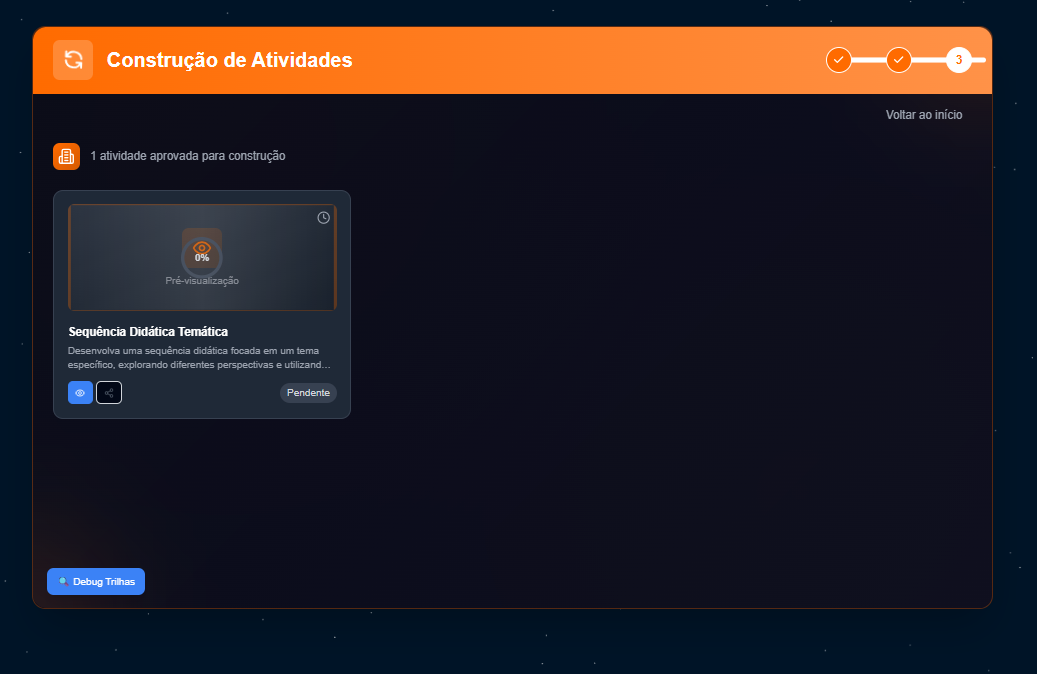 Construção de Atividades
3
Voltar ao início
1 atividade aprovada para construção
0%
Pré-visualização
Sequência Didática Temática
Desenvolva uma sequência didática focada em um tema
específico, explorando diferentes perspectivas e utilizand...
Pendente
Debug Trilhas